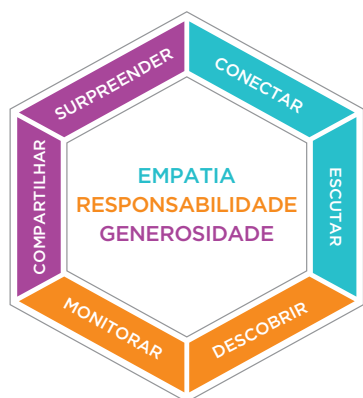 SURPREENDER
CONECTAR
COMPARTILHAR
ESCUTAR
EMPATIA
RESPONSABILIDADE
GENEROSIDADE
MONITORAR
DESCOBRIR